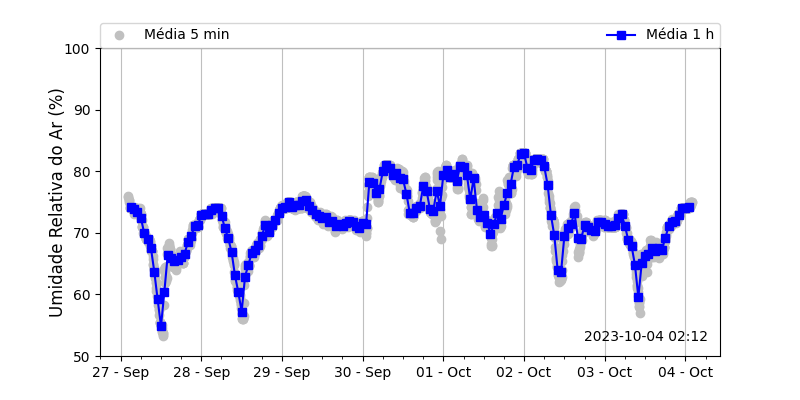 Média 5 min
Média 1 h
Umidade Relativa do Ar (%)
100
90
80
70
60
50
2023-10-04 02:12
27 - Sep
28 - Sep
29 - Sep
30 - Sep
01 - Oct
02 - Oct
03 - Oct
04 - Oct